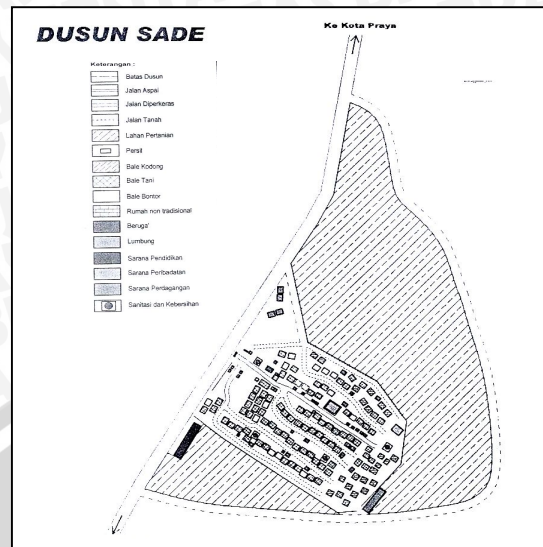 DUSUN SADE
Ke Kota Praya
Keterangan :
Batas Dusun
Jalan Aspal
Jalan Diperkeras
Jalan Tanah
Lahan Pertanian
Persil
Bale Kodong
Bale Tani
Bale Bontor
Rumah non tradisional
Beruga'
Lumbung
Sarana Pendidikan
Sarana Peribadatan
Sarana Perdagangan
Sanitasi dan Kebersihan